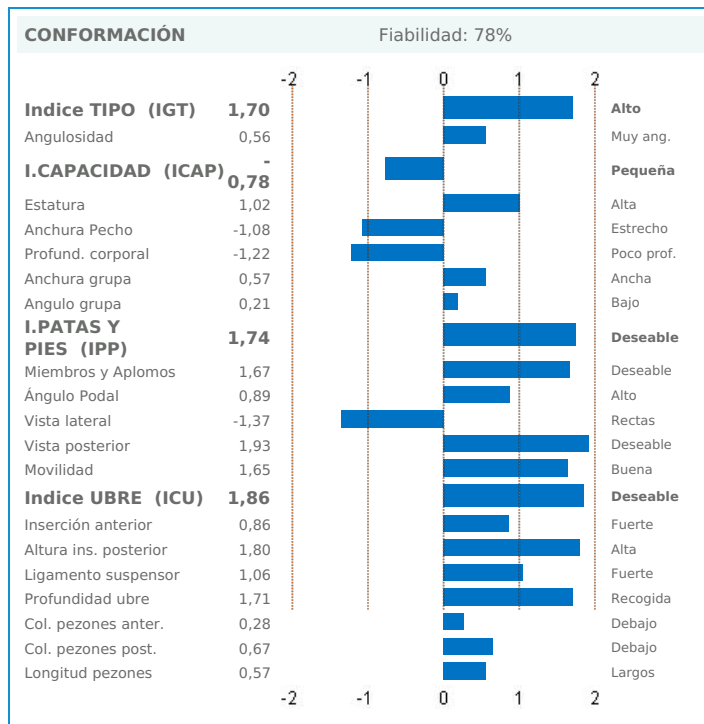 CONFORMACIÓN Fiabilidad: 78%
-2 -1 0 1 2
Indice TIPO (IGT) 1,70 Alto
Angulosidad 0,56 Muy ang.
I.CAPACIDAD (ICAP) -0,78 Pequeña
Estatura 1,02 Alta
Anchura Pecho -1,08 Estrecho
Profund. corporal -1,22 Poco prof.
Anchura grupa 0,57 Ancha
Angulo grupa 0,21 Bajo
I.PATAS Y
PIES (IPP) 1,74 Deseable
Miembros y Aplomos 1,67 Deseable
Ángulo Podal 0,89 Alto
Vista lateral -1,37 Rectas
Vista posterior 1,93 Deseable
Movilidad 1,65 Buena
Indice UBRE (ICU) 1,86 Deseable
Inserción anterior 0,86 Fuerte
Altura ins. posterior 1,80 Alta
Ligamento suspensor 1,06 Fuerte
Profundidad ubre 1,71 Recogida
Col. pezones anter. 0,28 Debajo
Col. pezones post. 0,67 Debajo
Longitud pezones 0,57 Largos
-2 -1 0 1 2